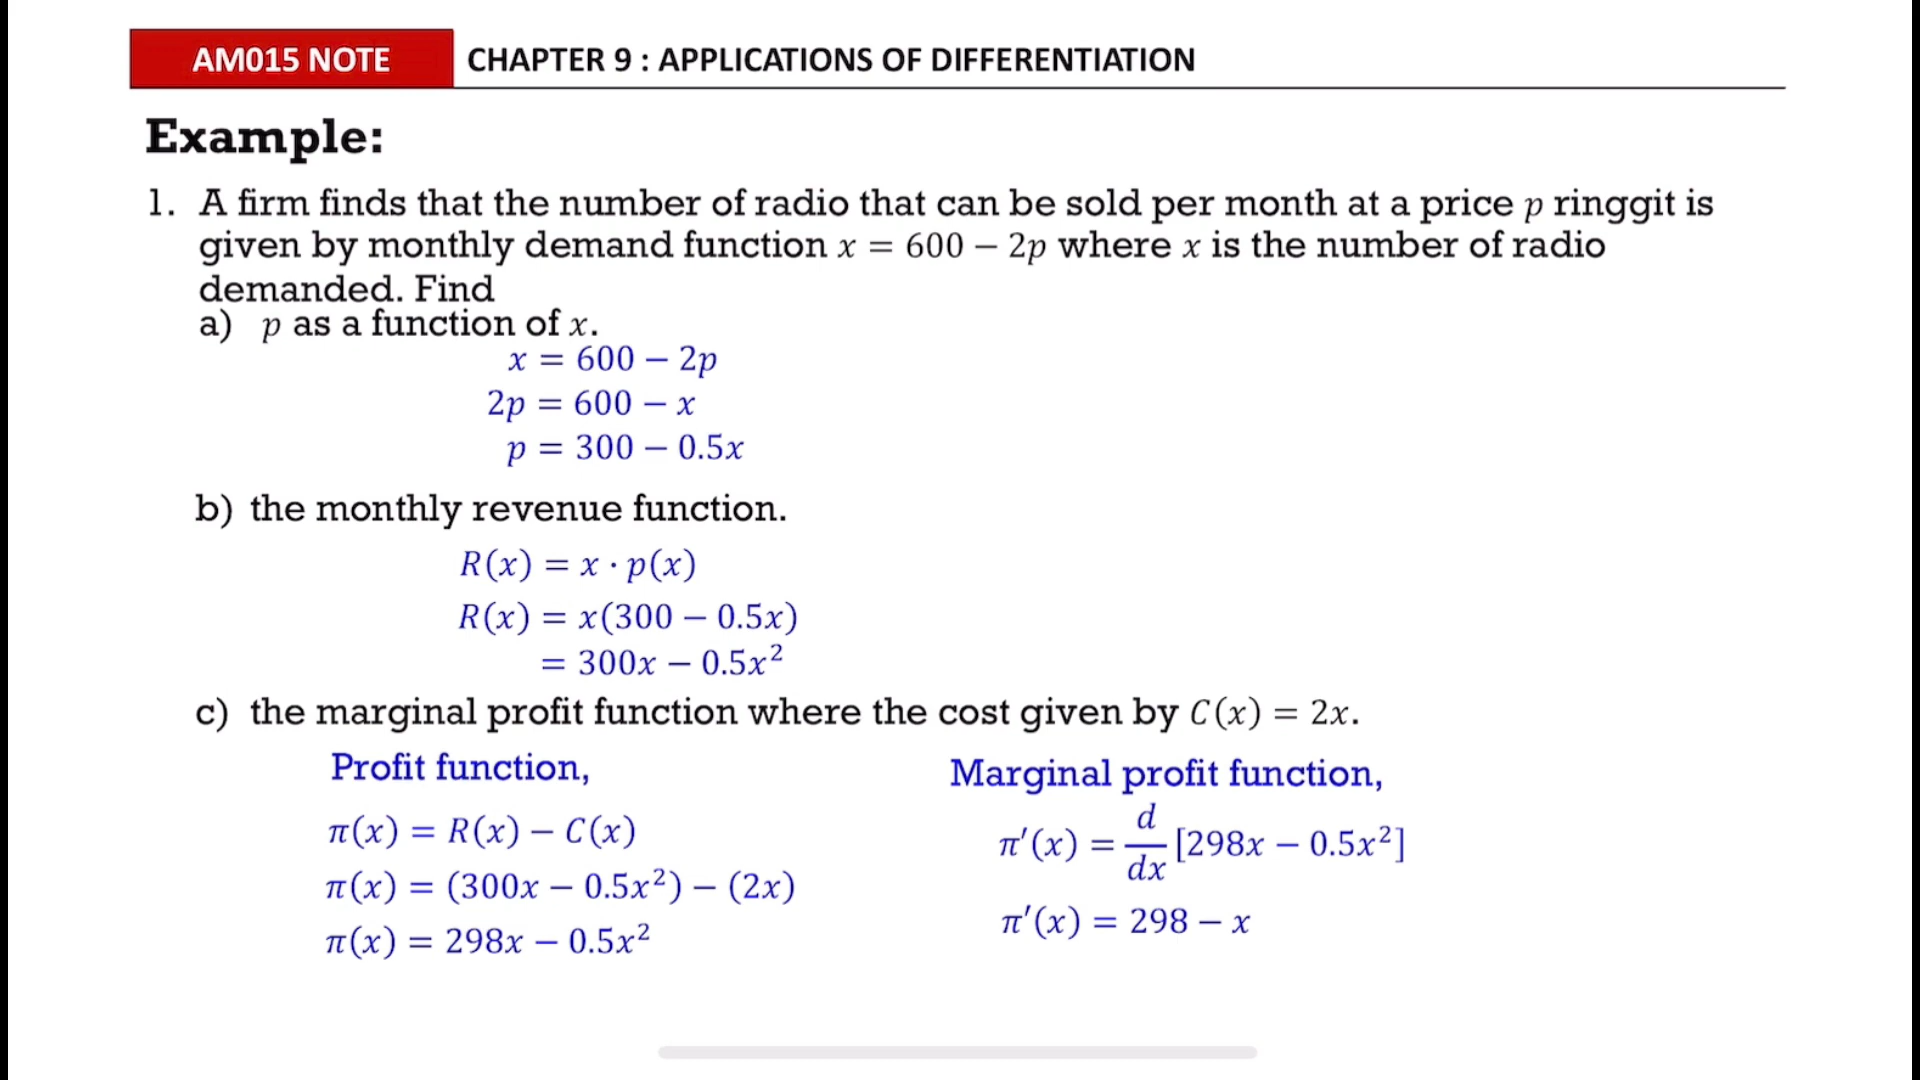 AM015 NOTE CHAPTER 9 : APPLICATIONS OF DIFFERENTIATION
Example:
1. A firm finds that the number of radio that can be sold per month at a price p ringgit is
given by monthly demand function x = 600 − 2p where x is the number of radio
demanded. Find
a) p as a function of x.
x = 600 − 2p
2p = 600 − x
p = 300 − 0.5x
b) the monthly revenue function.
R(x) = x · p(x)
R(x) = x(300 − 0.5x)
= 300x − 0.5x²
c) the marginal profit function where the cost given by C(x) = 2x.
Profit function,
π(x) = R(x) − C(x)
π(x) = (300x − 0.5x²) − (2x)
π(x) = 298x − 0.5x²
Marginal profit function,
π′(x) = d/dx [298x − 0.5x²]
π′(x) = 298 − x